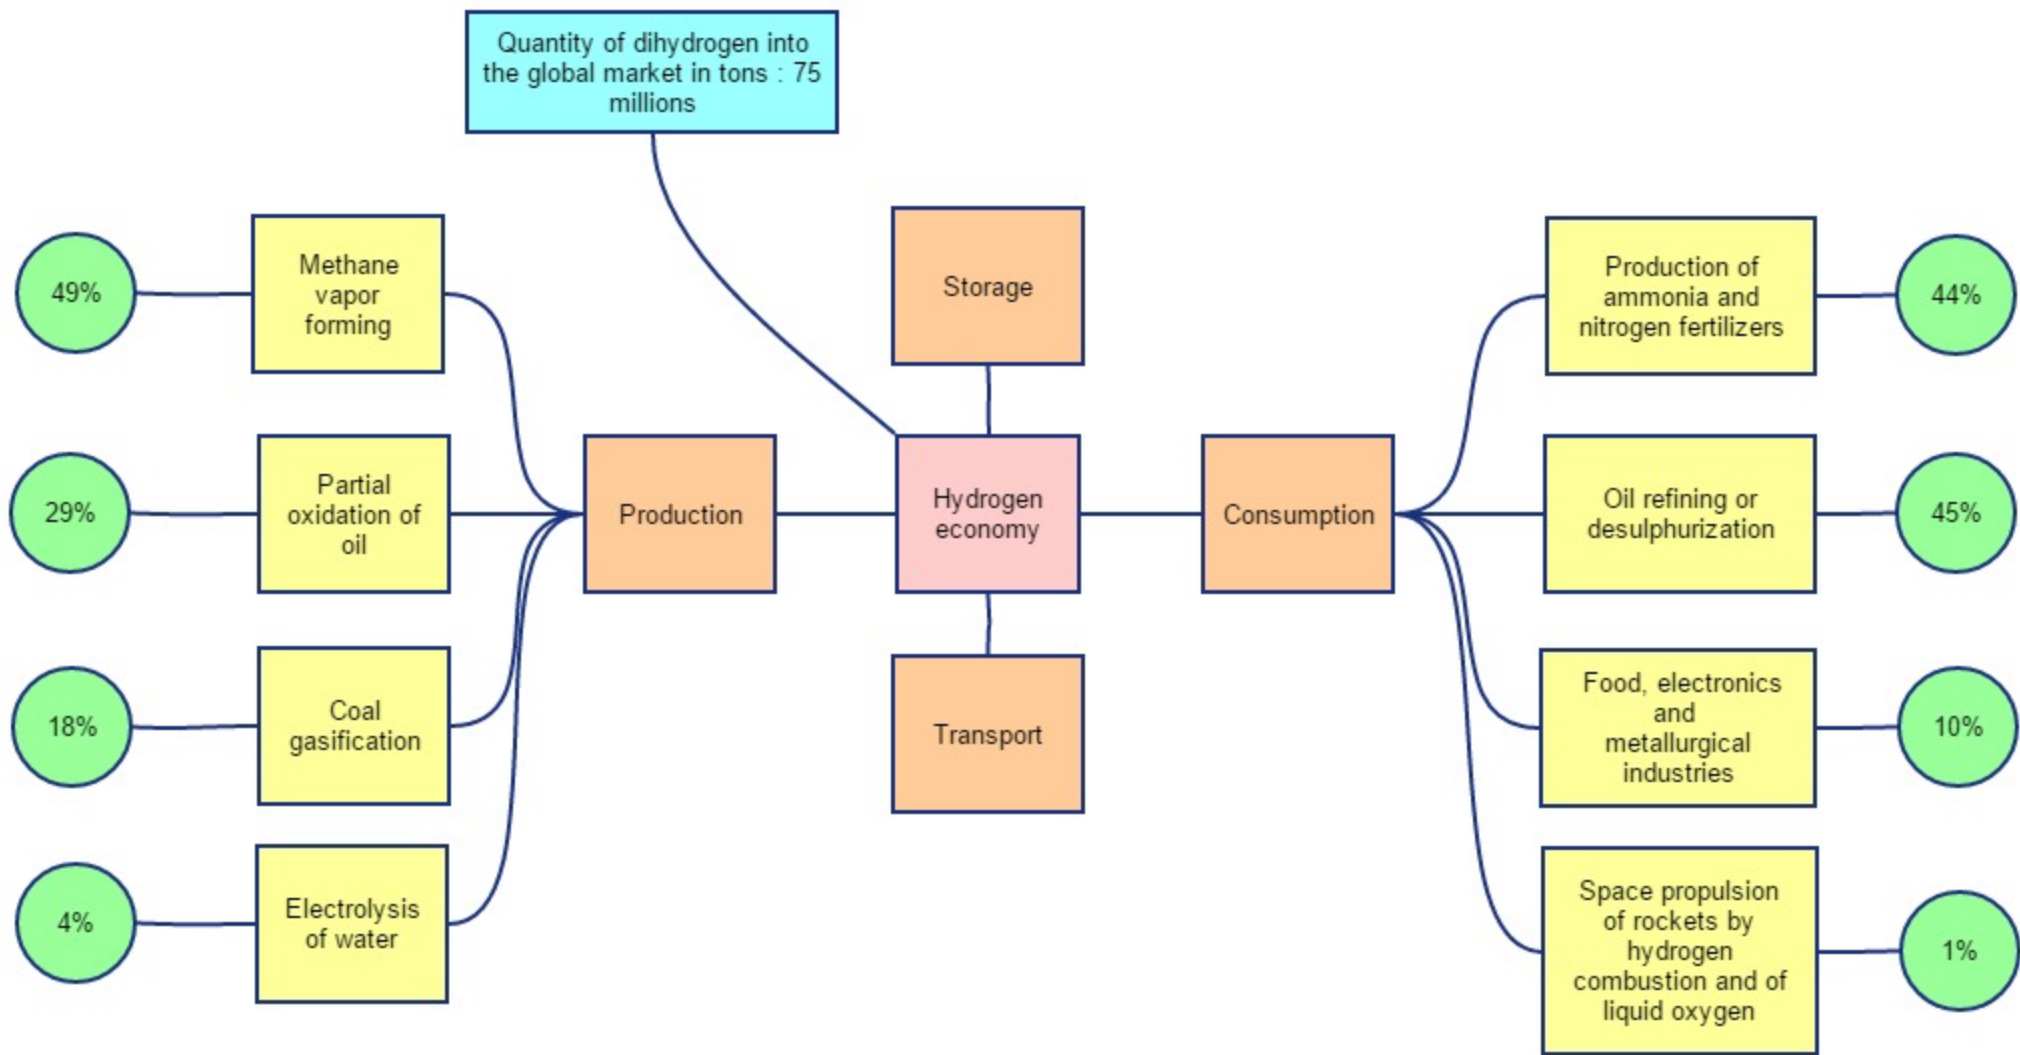 Quantity of dihydrogen into
the global market in tons : 75
millions
49%
Methane
vapor
forming
29%
Partial
oxidation of
oil
18%
Coal
gasification
4%
Electrolysis
of water
Production
Storage
Hydrogen
economy
Transport
Consumption
Production of
ammonia and
nitrogen fertilizers
44%
Oil refining or
desulphurization
45%
Food, electronics
and
metallurgical
industries
10%
Space propulsion
of rockets by
hydrogen
combustion and of
liquid oxygen
1%